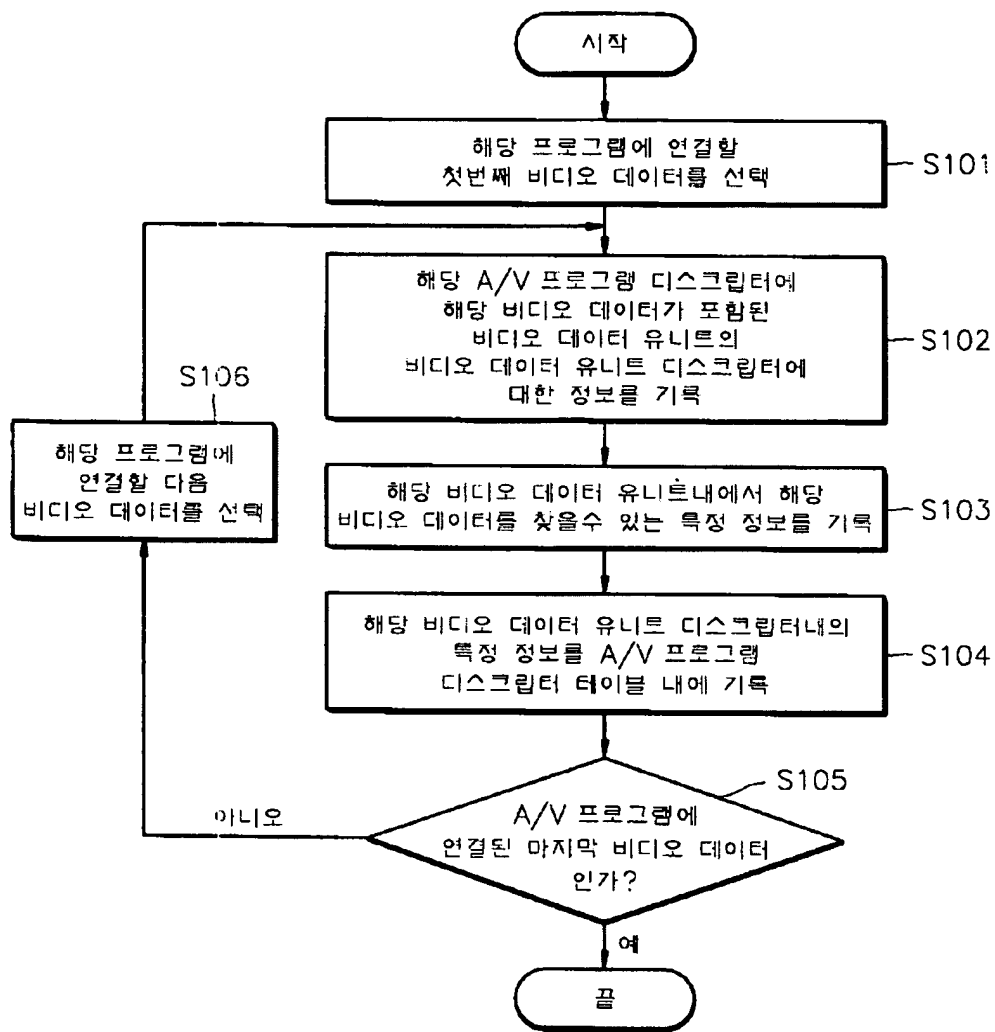 시작
해당 프로그램에 연결할
첫번째 비디오 데이터를 선택
S101
해당 A/V 프로그램 디스크립터에
해당 비디오 데이터가 포함된
비디오 데이터 유니트의
비디오 데이터 유니트 디스크립터에
대한 정보를 기록
S102
S106
해당 프로그램에
연결할 다음
비디오 데이터를 선택
해당 비디오 데이터 유니트내에서 해당
비디오 데이터를 찾을수 있는 특정 정보를 기록
S103
해당 비디오 데이터 유니트 디스크립터내의
특정 정보를 A/V 프로그램
디스크립터 테이블 내에 기록
S104
S105
A/V 프로그램에
연결된 마지막 비디오 데이터
인가?
아니오
예
끝